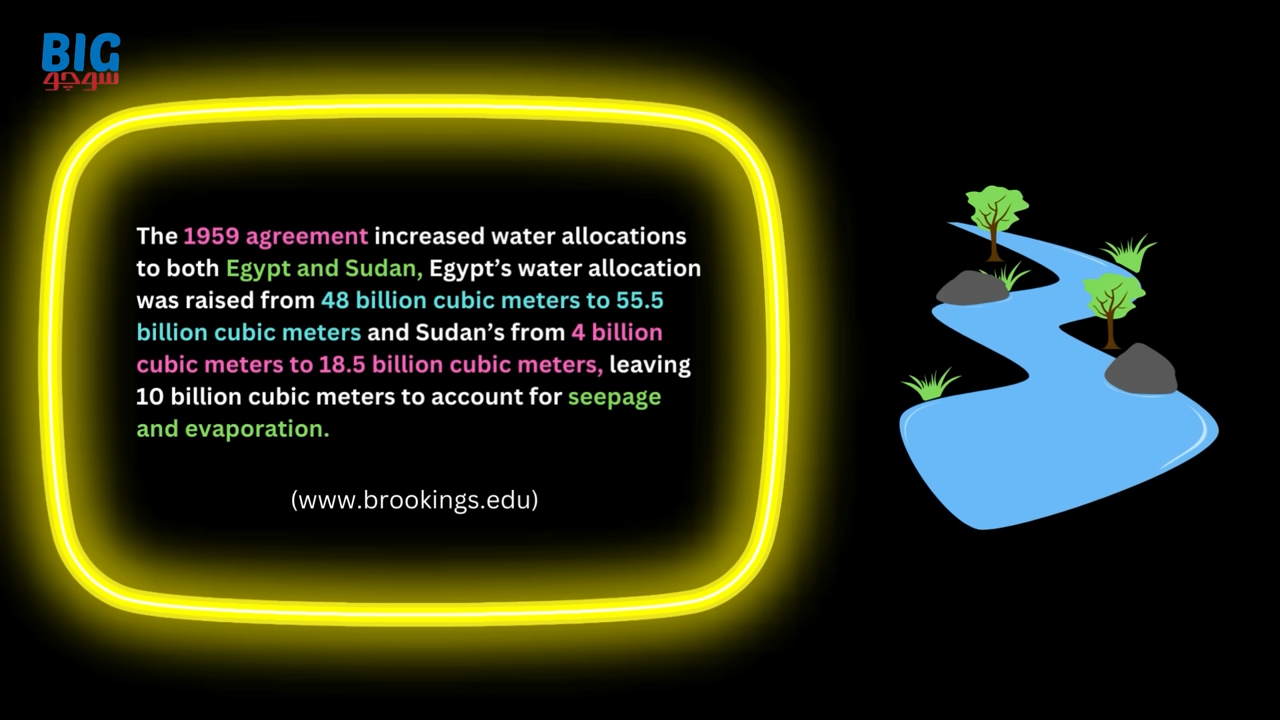 BIG
سوچو
The 1959 agreement increased water allocations
to both Egypt and Sudan, Egypt’s water allocation
was raised from 48 billion cubic meters to 55.5
billion cubic meters and Sudan’s from 4 billion
cubic meters to 18.5 billion cubic meters, leaving
10 billion cubic meters to account for seepage
and evaporation.
(www.brookings.edu)